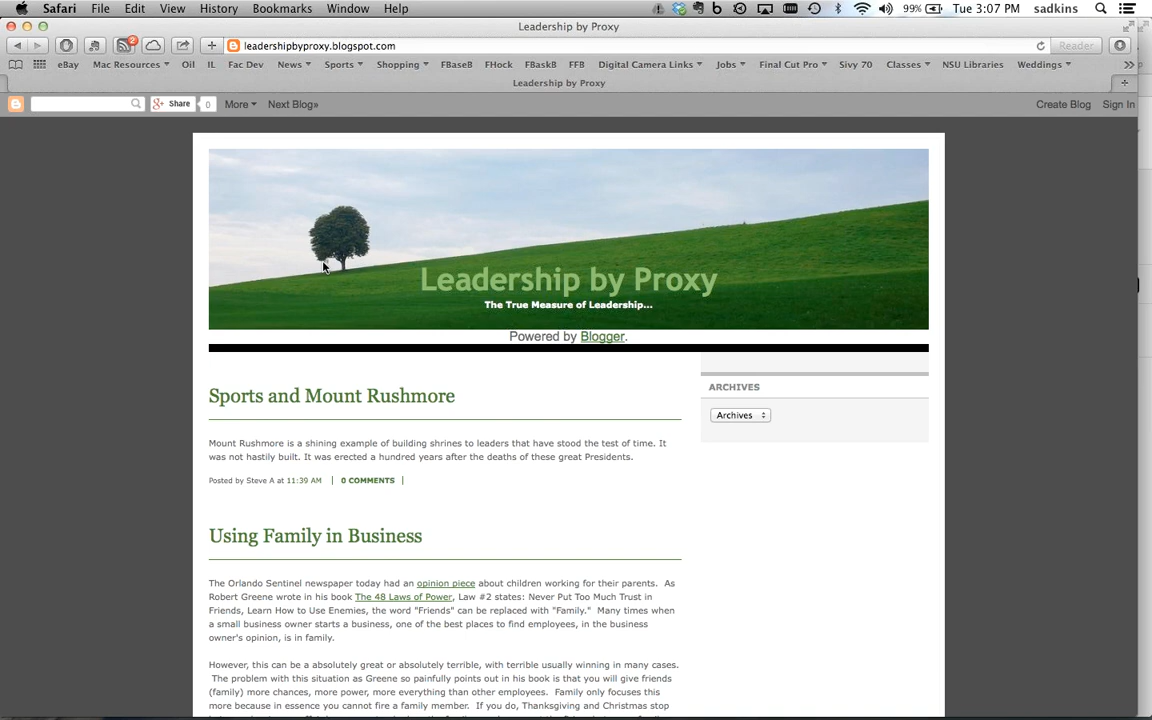 Safari File Edit View History Bookmarks Window Help 99% Tue 3:07 PM sadkins
Leadership by Proxy
2 leadershipbyproxy.blogspot.com Reader
eBay Mac Resources Oil IL Fac Dev News Sports Shopping FBaseB FHock FBaskB FFB Digital Camera Links Jobs Final Cut Pro Sivy 70 Classes NSU Libraries Weddings
Leadership by Proxy
Share 0 More Next Blog» Create Blog Sign In
Leadership by Proxy
The True Measure of Leadership...
Powered by Blogger.
ARCHIVES
Archives
Sports and Mount Rushmore
Mount Rushmore is a shining example of building shrines to leaders that have stood the test of time. It
was not hastily built. It was erected a hundred years after the deaths of these great Presidents.
Posted by Steve A at 11:39 AM | 0 COMMENTS |
Using Family in Business
The Orlando Sentinel newspaper today had an opinion piece about children working for their parents. As
Robert Greene wrote in his book The 48 Laws of Power, Law #2 states: Never Put Too Much Trust in
Friends, Learn How to Use Enemies, the word "Friends" can be replaced with "Family." Many times when
a small business owner starts a business, one of the best places to find employees, in the business
owner's opinion, is in family.
However, this can be a absolutely great or absolutely terrible, with terrible usually winning in many cases.
The problem with this situation as Greene so painfully points out in his book is that you will give friends
(family) more chances, more power, more everything than other employees. Family only focuses this
more because in essence you cannot fire a family member. If you do, Thanksgiving and Christmas stop